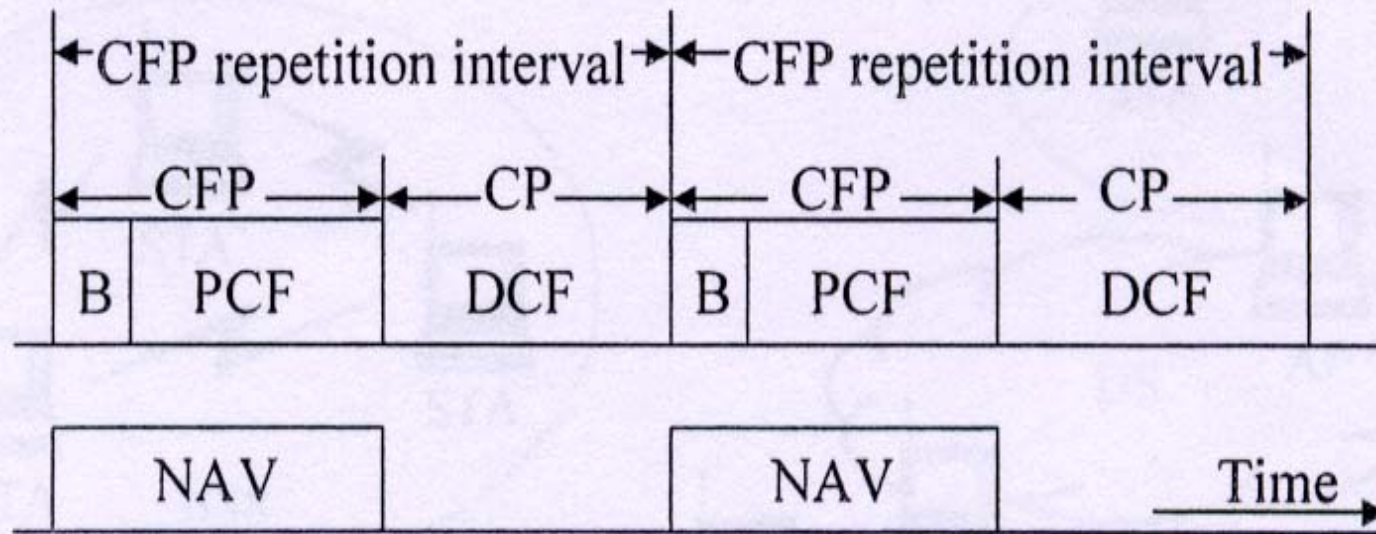 CFP repetition interval CFP repetition interval
CFP CP CFP CP
B PCF DCF B PCF DCF
NAV NAV Time